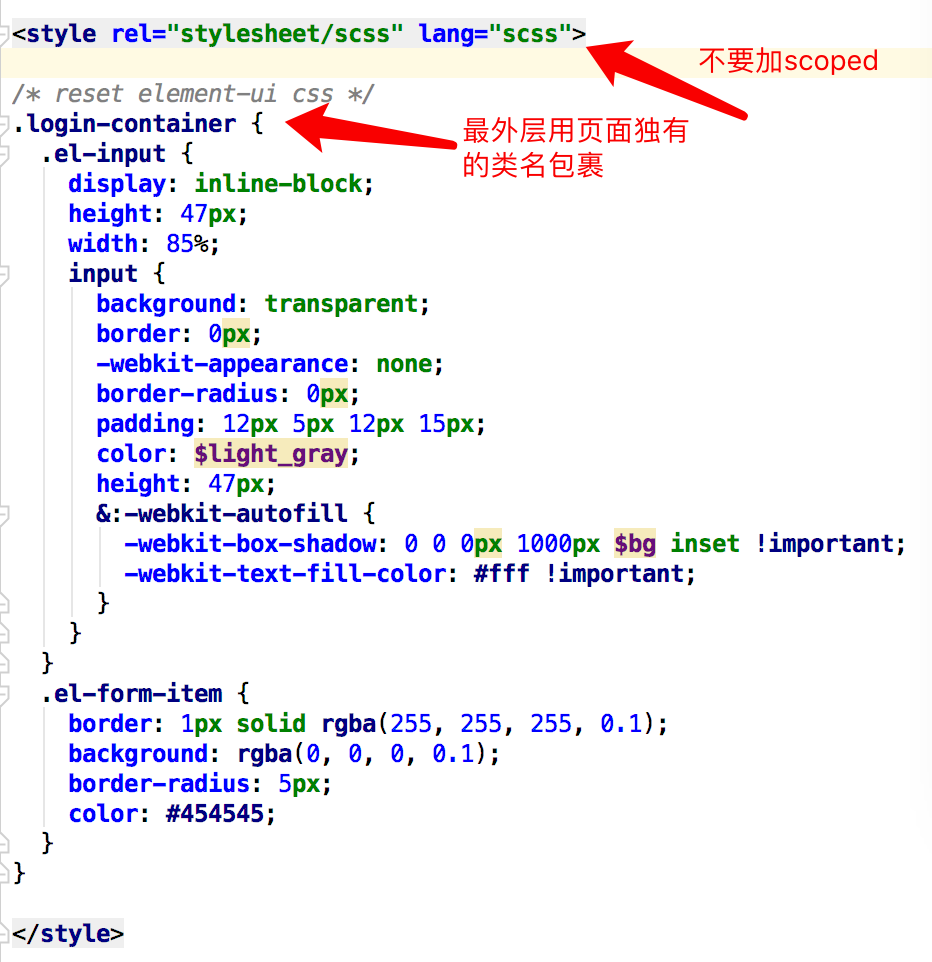 <style rel="stylesheet/scss" lang="scss">
不要加scoped
/* reset element-ui css */
.login-container {
最外层用页面独有
的类名包裹
.el-input {
display: inline-block;
height: 47px;
width: 85%;
input {
background: transparent;
border: 0px;
-webkit-appearance: none;
border-radius: 0px;
padding: 12px 5px 12px 15px;
color: $light_gray;
height: 47px;
&:-webkit-autofill {
-webkit-box-shadow: 0 0 0px 1000px $bg inset !important;
-webkit-text-fill-color: #fff !important;
}
}
}
.el-form-item {
border: 1px solid rgba(255, 255, 255, 0.1);
background: rgba(0, 0, 0, 0.1);
border-radius: 5px;
color: #454545;
}
}
</style>